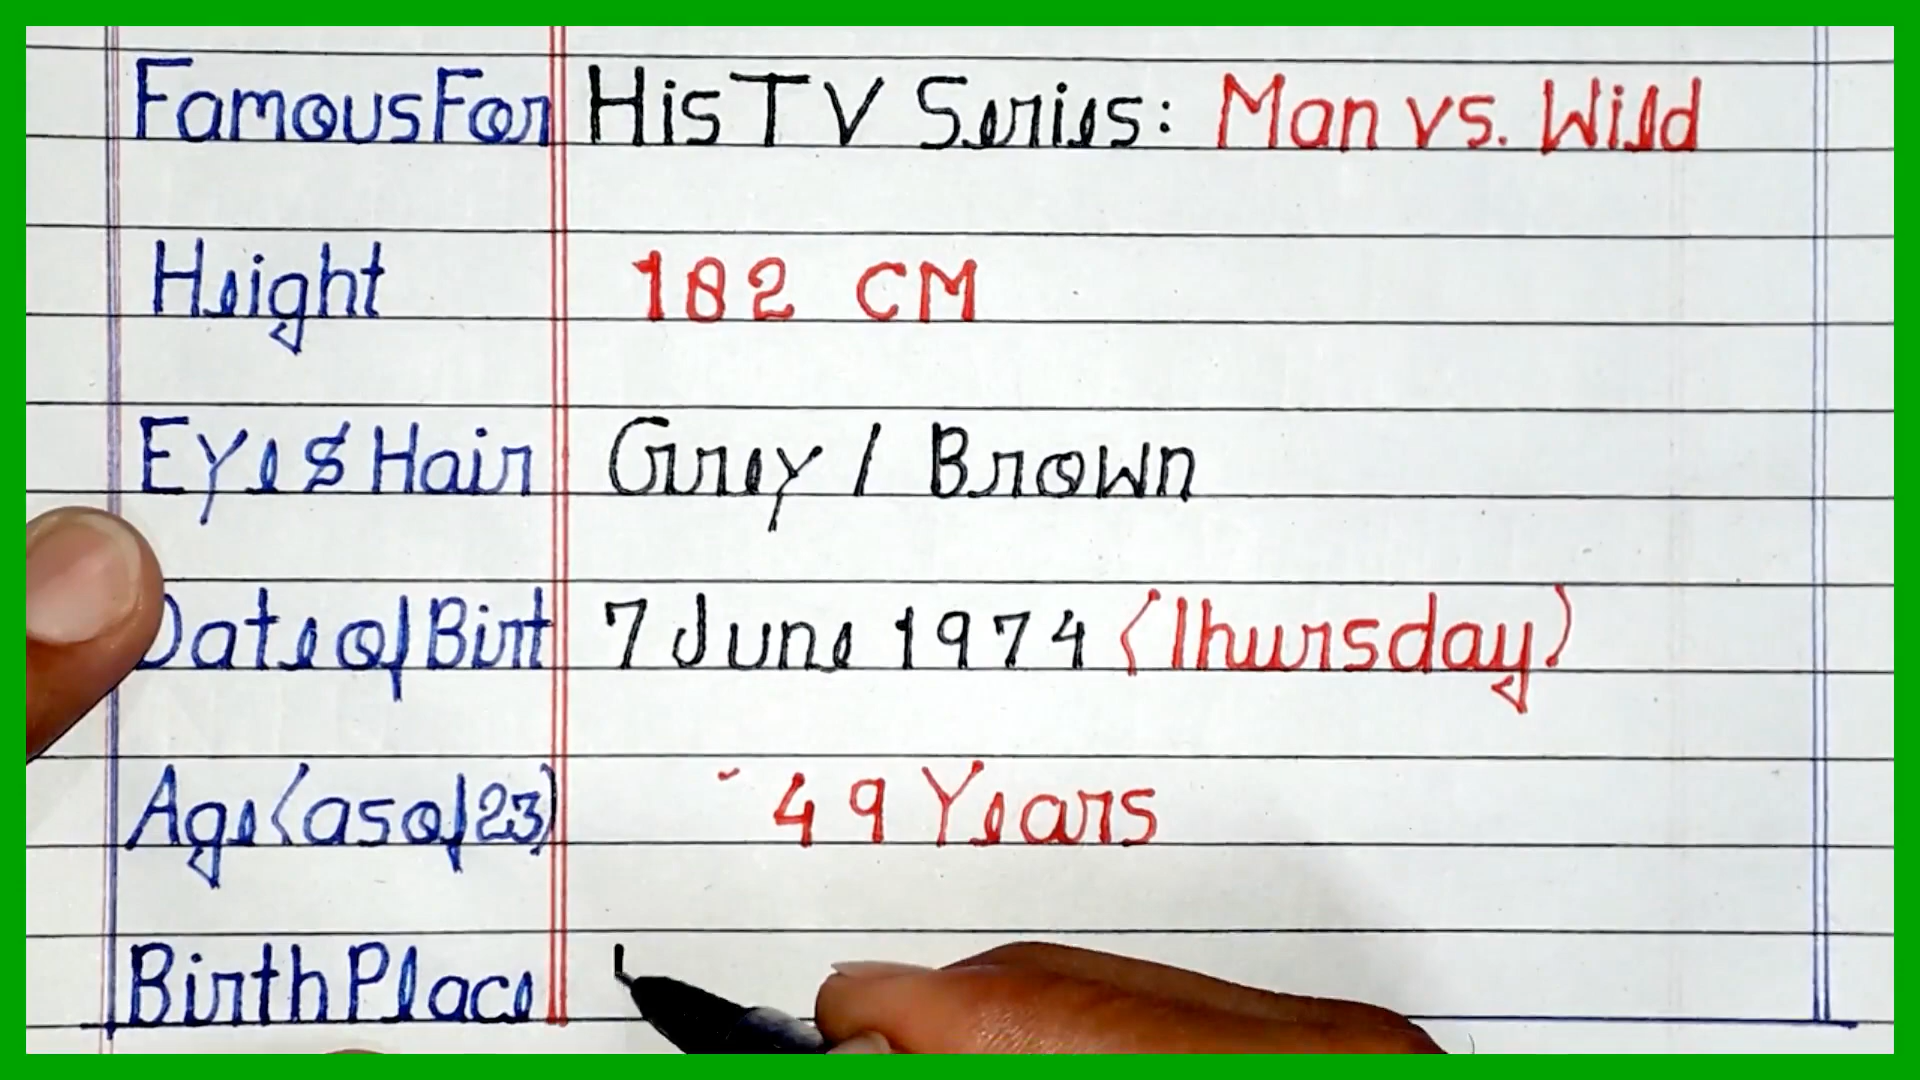 Famous For His TV Series: Man vs. Wild
Height 182 CM
Eye & Hair Grey / Brown
Date of Birt 7 June 1974 (Thursday)
Age (as of 23) 49 Years
Birth Place